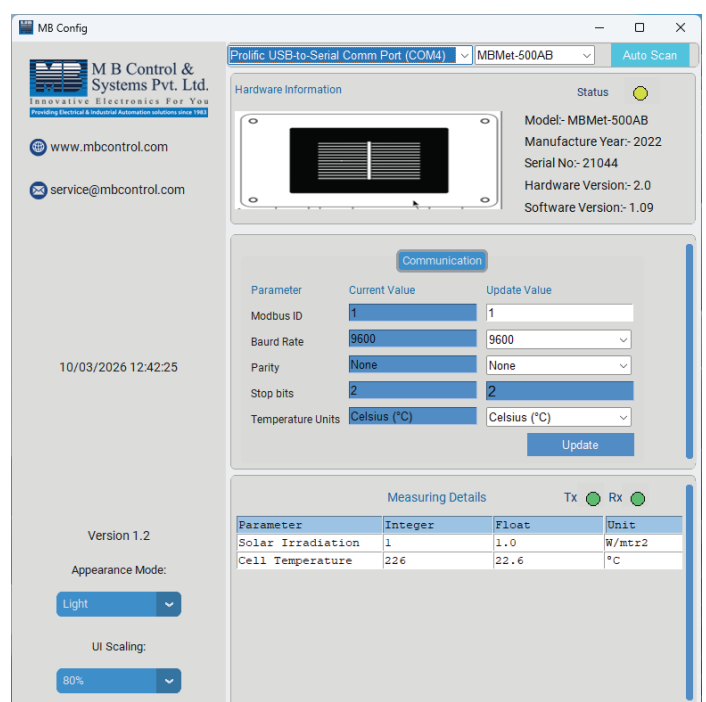 MB Config
MB
M B Control &
Systems Pvt. Ltd.
Innovative Electronics For You
Providing Electrical & Industrial Automation solutions since 1983
www.mbcontrol.com
service@mbcontrol.com
10/03/2026 12:42:25
Version 1.2
Appearance Mode:
Light
UI Scaling:
80%
Prolific USB-to-Serial Comm Port (COM4) MBMet-500AB Auto Scan
Hardware Information
Status
Model:- MBMet-500AB
Manufacture Year:- 2022
Serial No:- 21044
Hardware Version:- 2.0
Software Version:- 1.09
Communication
Parameter Current Value Update Value
Modbus ID 1 1
Baurd Rate 9600 9600
Parity None None
Stop bits 2 2
Temperature Units Celsius (°C) Celsius (°C)
Update
Measuring Details Tx Rx
Parameter Integer Float Unit
Solar Irradiation 1 1.0 W/mtr2
Cell Temperature 226 22.6 °C